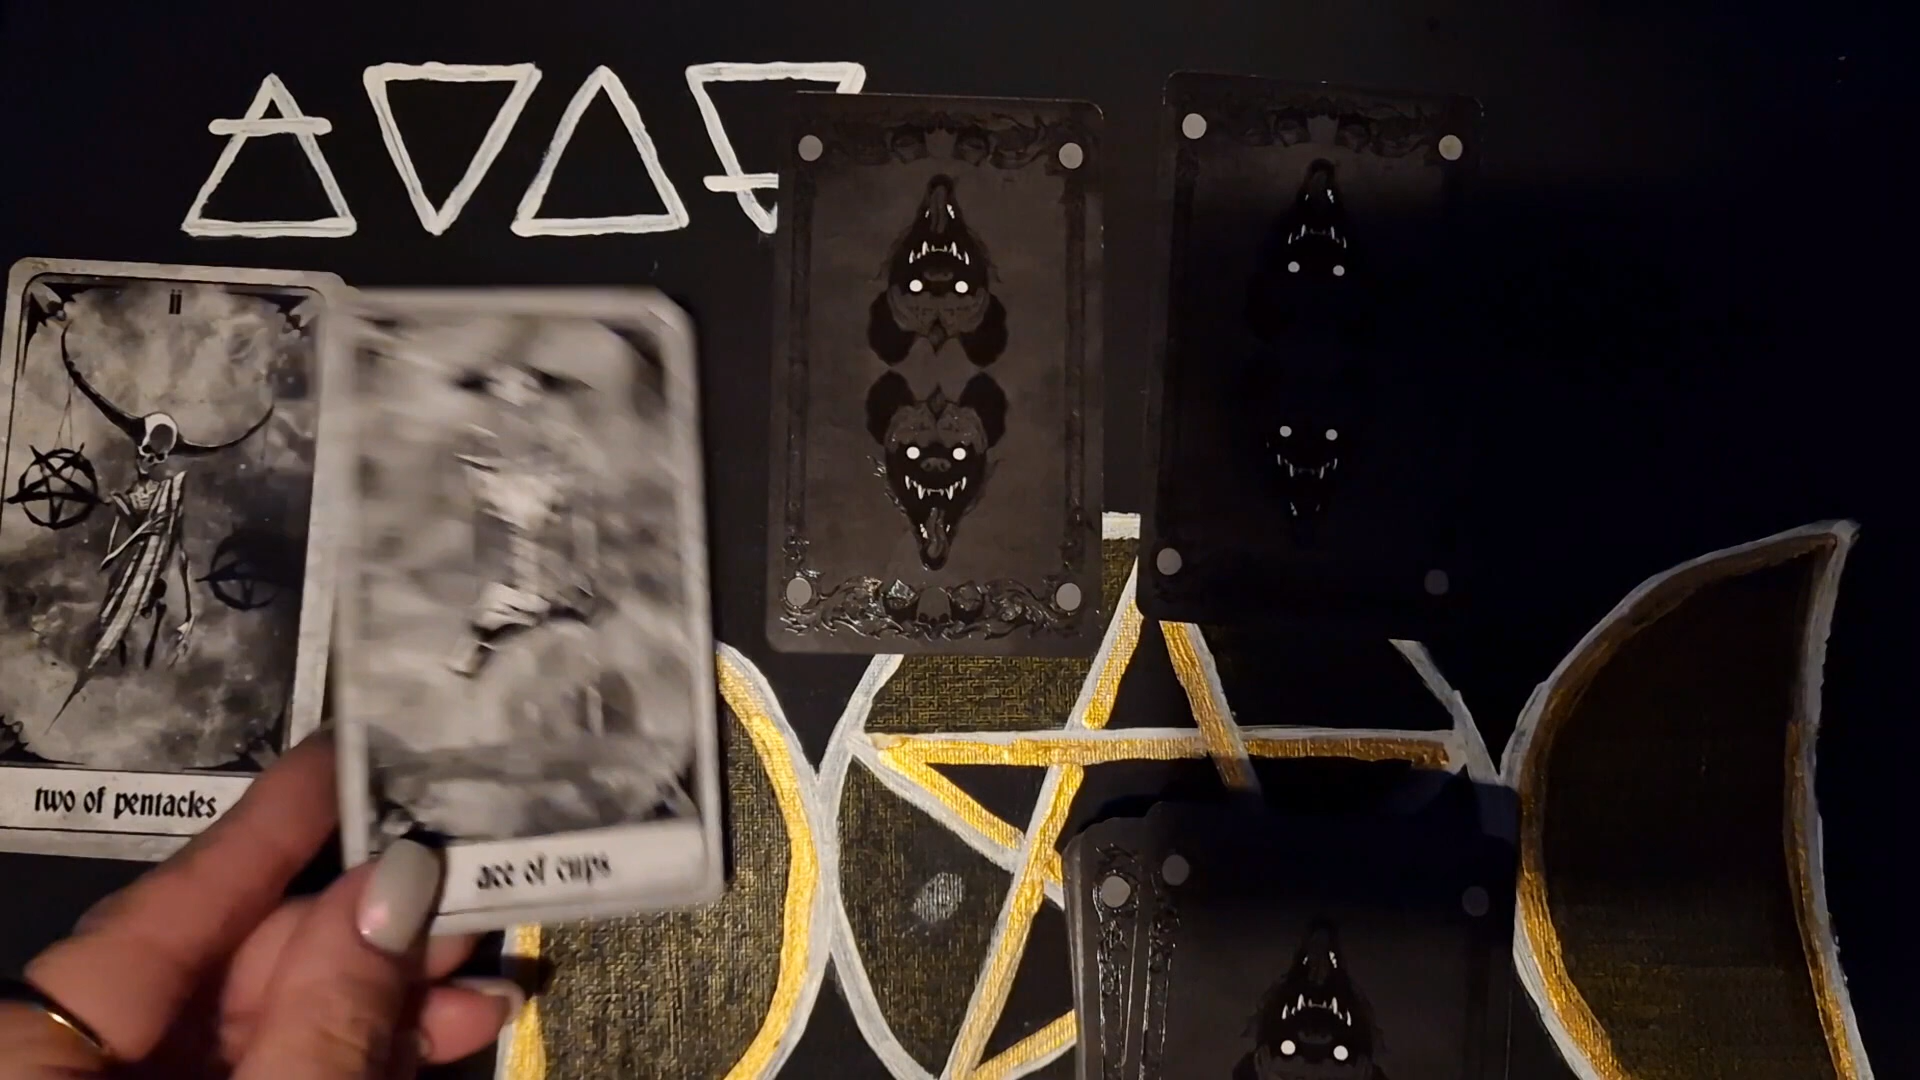 ii
two of pentacles
ace of cups